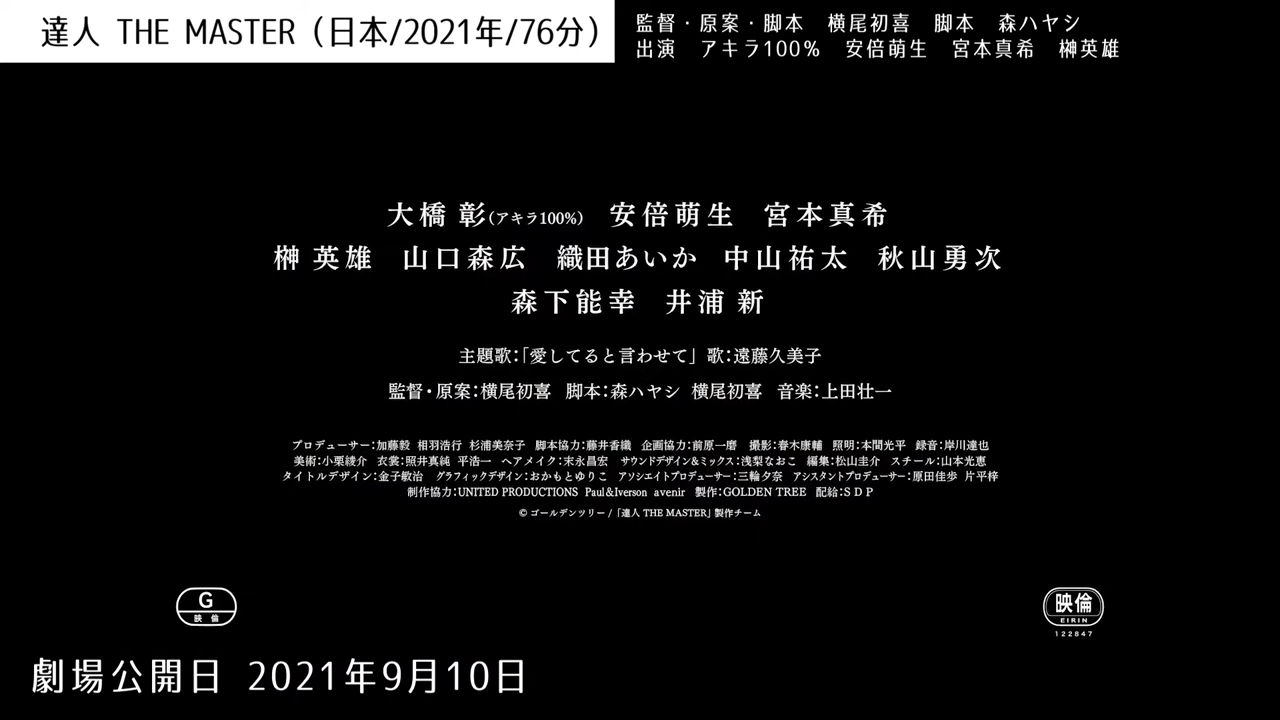 達人 THE MASTER（日本/2021年/76分）
監督・原案・脚本　横尾初喜　脚本　森ハヤシ
出演　アキラ100％　安倍萌生　宮本真希　榊英雄
大橋 彰(アキラ100%)　安倍萌生　宮本真希
榊 英雄　山口森広　織田あいか　中山祐太　秋山勇次
森下能幸　井浦 新
主題歌：「愛してると言わせて」 歌：遠藤久美子
監督・原案：横尾初喜　脚本：森ハヤシ　横尾初喜　音楽：上田壮一
プロデューサー：加藤毅 相羽浩行 杉浦美奈子　脚本協力：藤井香織　企画協力：前原一磨　撮影：春木康輔　照明：本間光平　録音：岸川達也
美術：小栗綾介　衣裳：照井真純 平浩一　ヘアメイク：末永昌宏　サウンドデザイン&ミックス：浅梨なおこ　編集：松山圭介　スチール：山本光恵
タイトルデザイン：金子敏治　グラフィックデザイン：おかもとゆりこ　アソシエイトプロデューサー：三輪夕奈　アシスタントプロデューサー：原田佳歩 片平梓
制作協力：UNITED PRODUCTIONS Paul&Iverson avenir　製作：GOLDEN TREE　配給：S D P
© ゴールデンツリー /「達人 THE MASTER」製作チーム
G
映倫
映倫
EIRIN
122847
劇場公開日 2021年9月10日